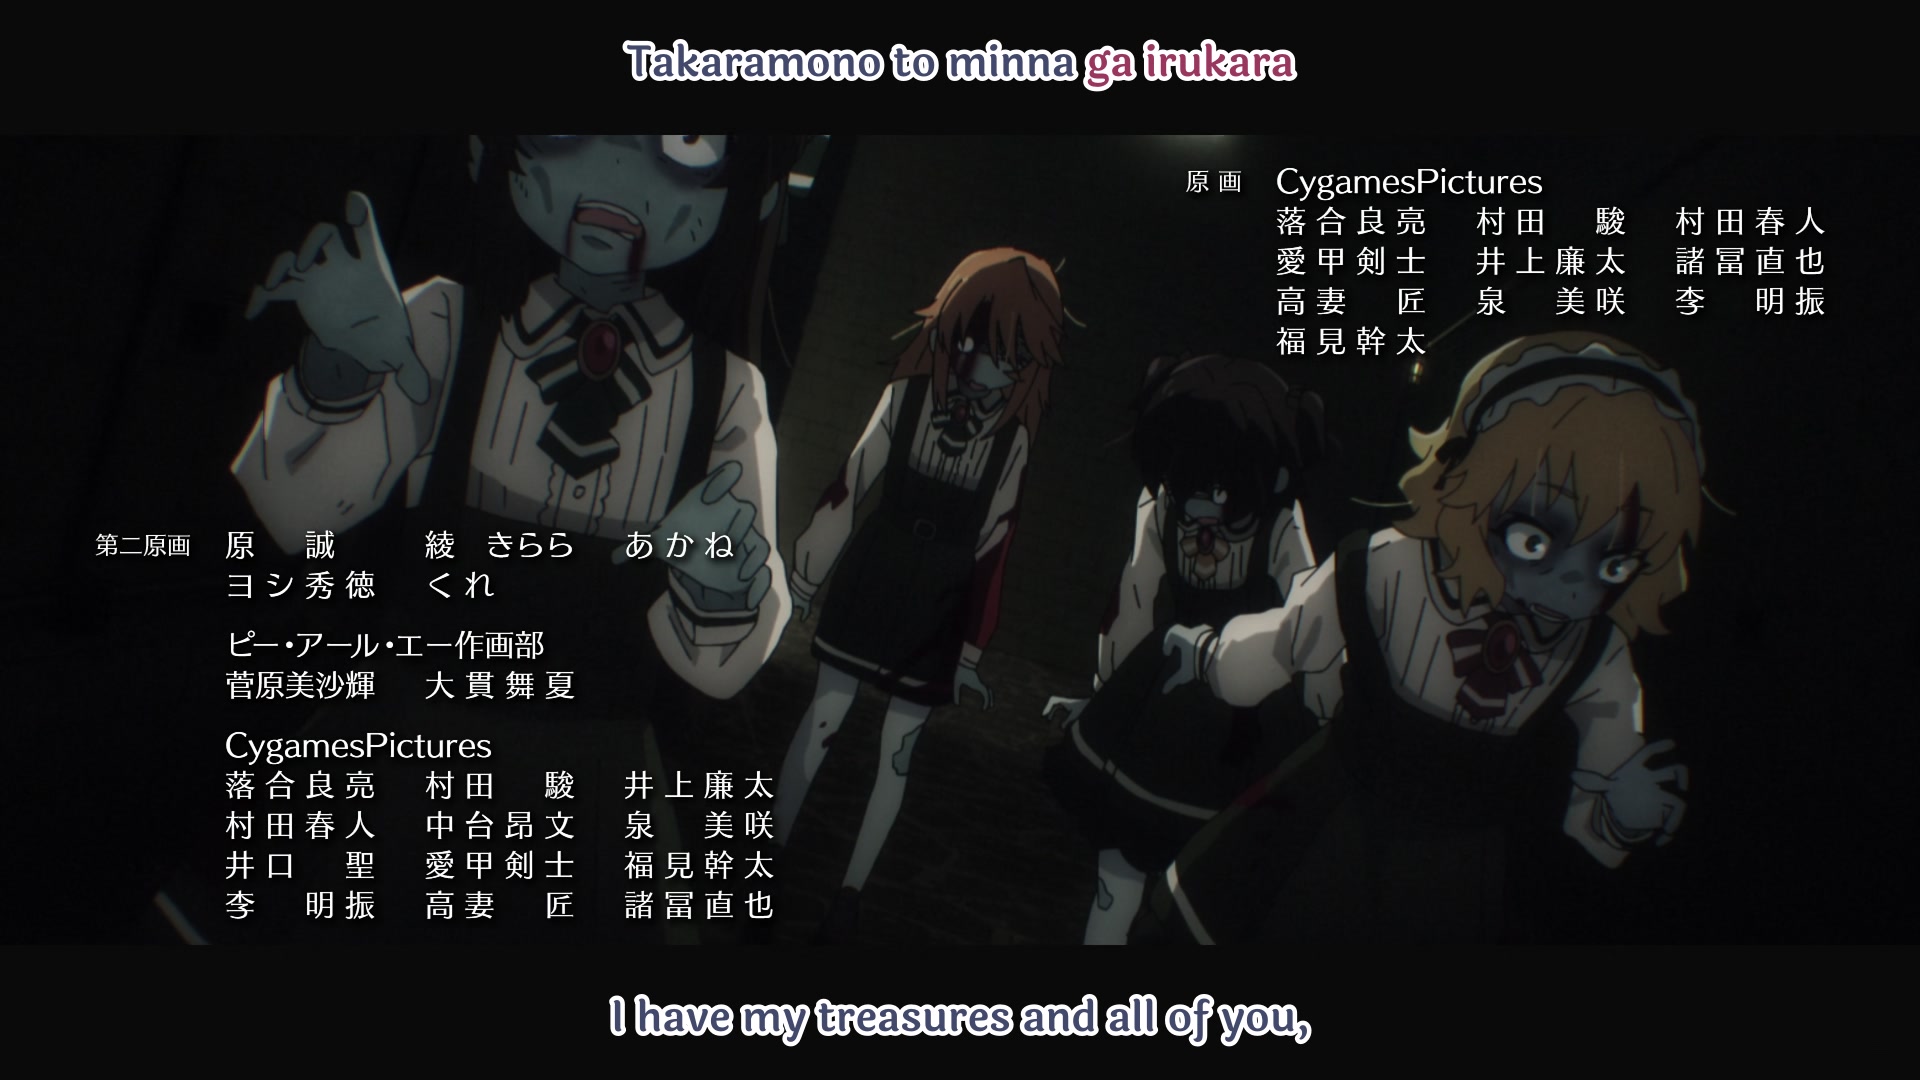 Takaramono to minna ga irukara
原画 CygamesPictures
落合良亮 村田 駿 村田春人
愛甲剣士 井上廉太 諸冨直也
高妻 匠 泉 美咲 李 明振
福見幹太
第二原画 原 誠 綾 きらら あかね
ヨシ秀徳 くれ
ピー・アール・エー作画部
菅原美沙輝 大貫舞夏
CygamesPictures
落合良亮 村田 駿 井上廉太
村田春人 中台昂文 泉 美咲
井口 聖 愛甲剣士 福見幹太
李 明振 高妻 匠 諸冨直也
I have my treasures and all of you,